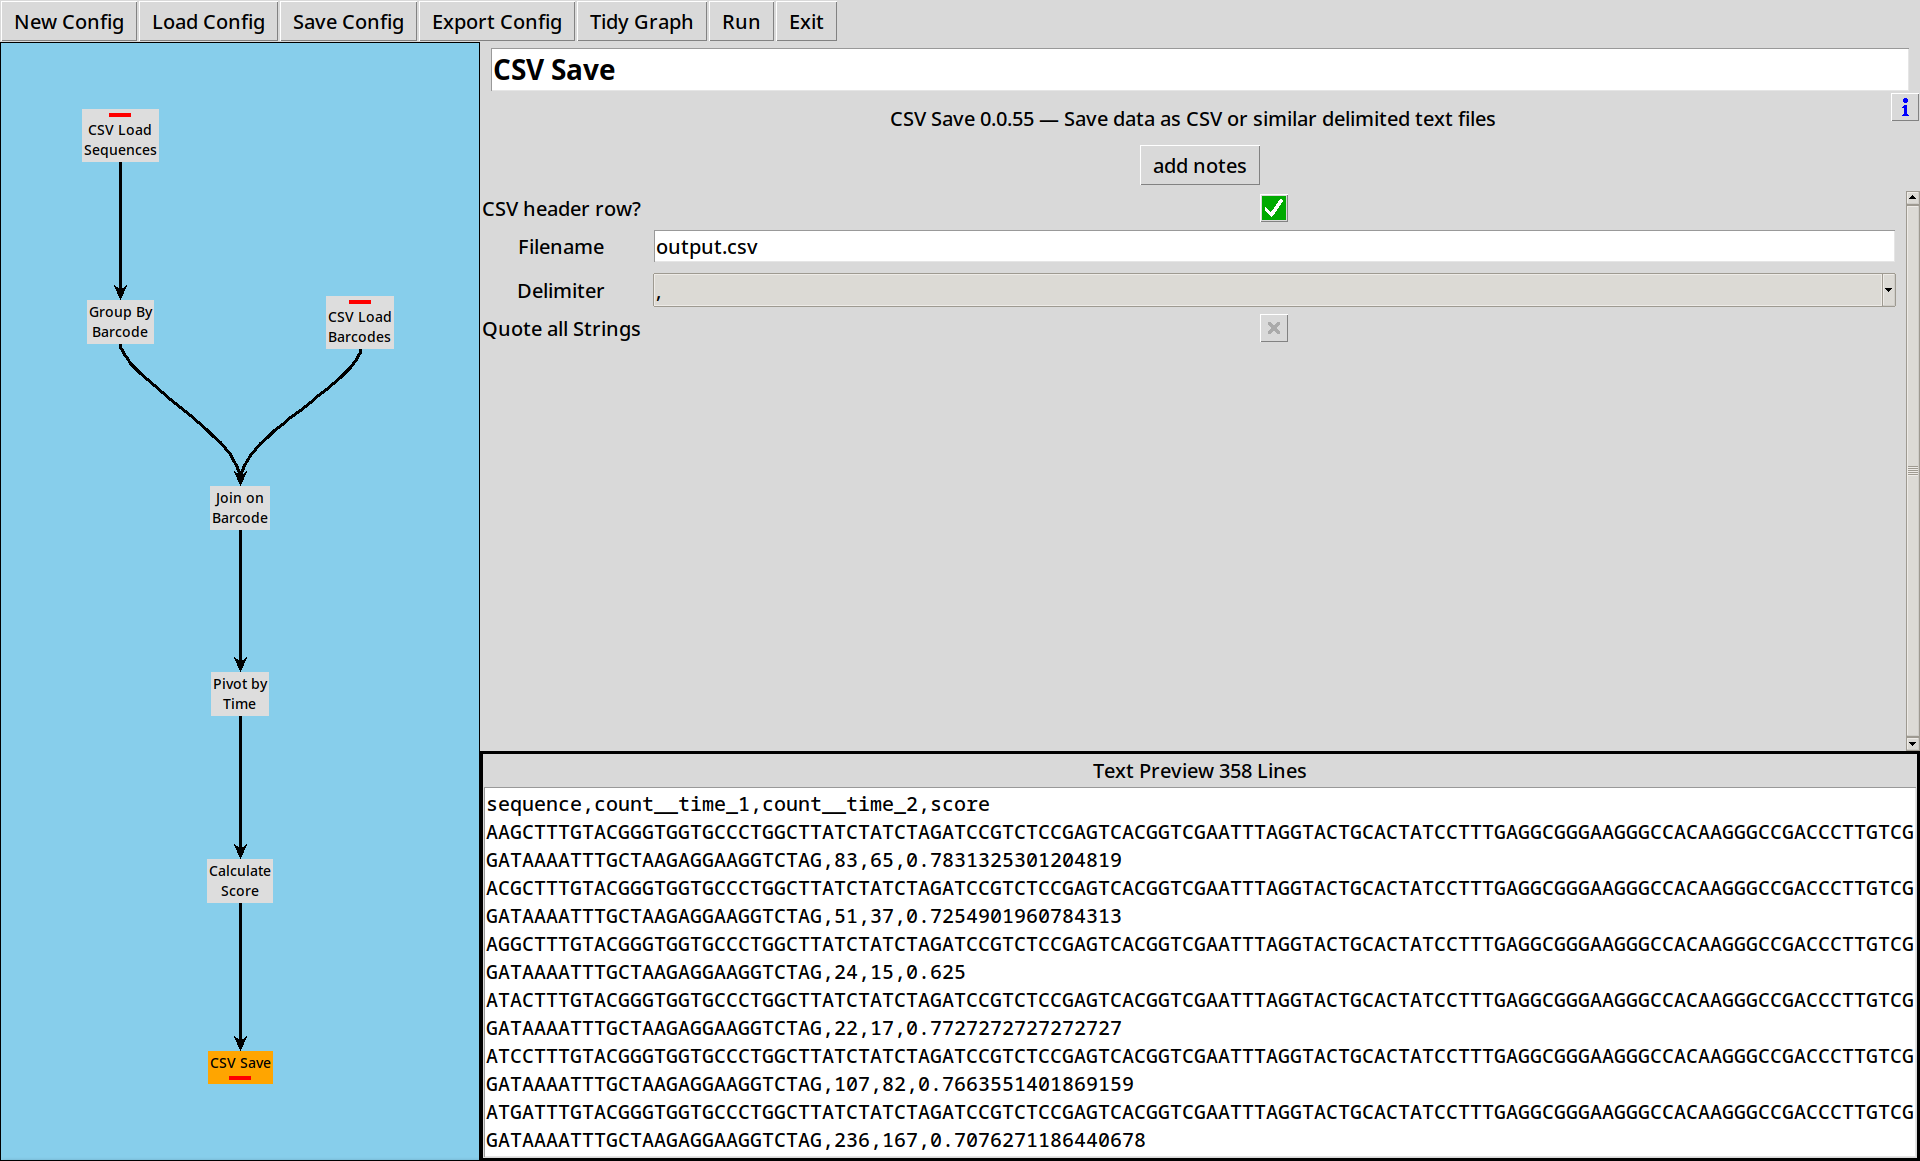 New Config Load Config Save Config Export Config Tidy Graph Run Exit
CSV Load
Sequences
Group By
Barcode
CSV Load
Barcodes
Join on
Barcode
Pivot by
Time
Calculate
Score
CSV Save
CSV Save
CSV Save 0.0.55 — Save data as CSV or similar delimited text files
i
add notes
CSV header row?
Filename output.csv
Delimiter ,
Quote all Strings
Text Preview 358 Lines
sequence,count__time_1,count__time_2,score
AAGCTTTGTACGGGTGGTGCCCTGGCTTATCTATCTAGATCCGTCTCCGAGTCACGGTCGAATTTAGGTACTGCACTATCCTTTGAGGCGGGAAGGGCCACAAGGGCCGACCCTTGTCG
GATAAAATTTGCTAAGAGGAAGGTCTAG,83,65,0.7831325301204819
ACGCTTTGTACGGGTGGTGCCCTGGCTTATCTATCTAGATCCGTCTCCGAGTCACGGTCGAATTTAGGTACTGCACTATCCTTTGAGGCGGGAAGGGCCACAAGGGCCGACCCTTGTCG
GATAAAATTTGCTAAGAGGAAGGTCTAG,51,37,0.7254901960784313
AGGCTTTGTACGGGTGGTGCCCTGGCTTATCTATCTAGATCCGTCTCCGAGTCACGGTCGAATTTAGGTACTGCACTATCCTTTGAGGCGGGAAGGGCCACAAGGGCCGACCCTTGTCG
GATAAAATTTGCTAAGAGGAAGGTCTAG,24,15,0.625
ATACTTTGTACGGGTGGTGCCCTGGCTTATCTATCTAGATCCGTCTCCGAGTCACGGTCGAATTTAGGTACTGCACTATCCTTTGAGGCGGGAAGGGCCACAAGGGCCGACCCTTGTCG
GATAAAATTTGCTAAGAGGAAGGTCTAG,22,17,0.7727272727272727
ATCCTTTGTACGGGTGGTGCCCTGGCTTATCTATCTAGATCCGTCTCCGAGTCACGGTCGAATTTAGGTACTGCACTATCCTTTGAGGCGGGAAGGGCCACAAGGGCCGACCCTTGTCG
GATAAAATTTGCTAAGAGGAAGGTCTAG,107,82,0.7663551401869159
ATGATTTGTACGGGTGGTGCCCTGGCTTATCTATCTAGATCCGTCTCCGAGTCACGGTCGAATTTAGGTACTGCACTATCCTTTGAGGCGGGAAGGGCCACAAGGGCCGACCCTTGTCG
GATAAAATTTGCTAAGAGGAAGGTCTAG,236,167,0.7076271186440678